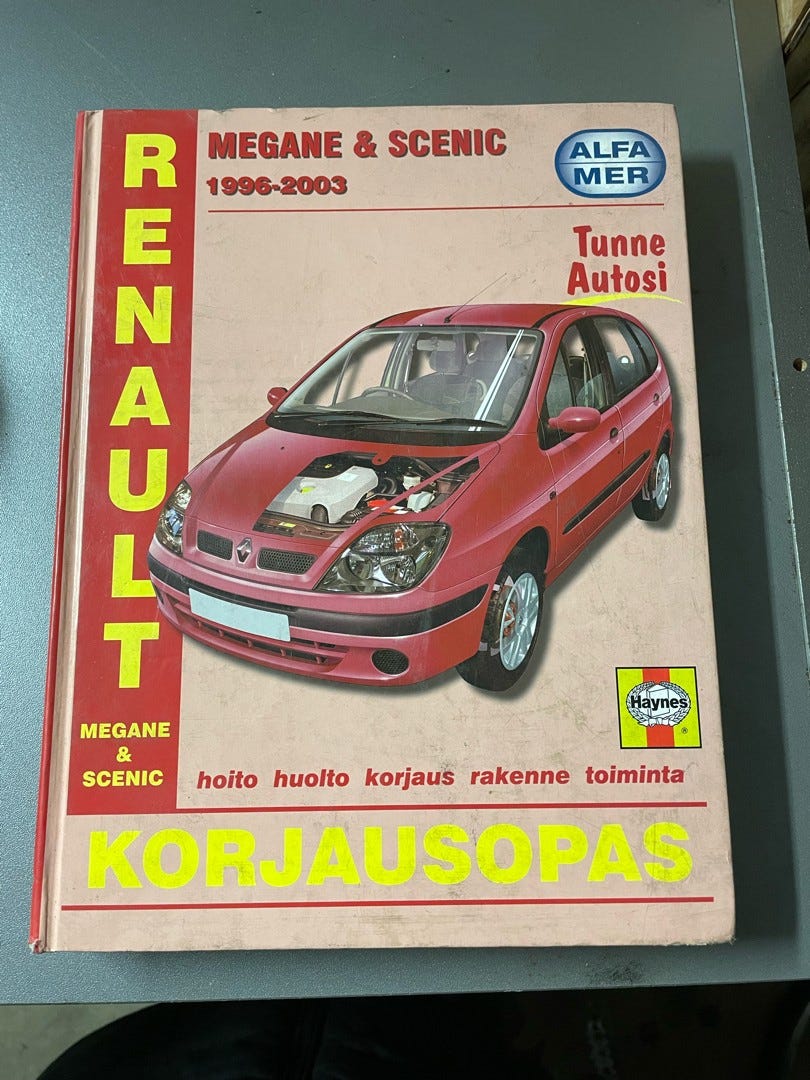 RENAULT
MEGANE
&
SCENIC
MEGANE & SCENIC
1996-2003
ALFA
MER
Tunne
Autosi
Haynes
®
hoito huolto korjaus rakenne toiminta
KORJAUSOPAS